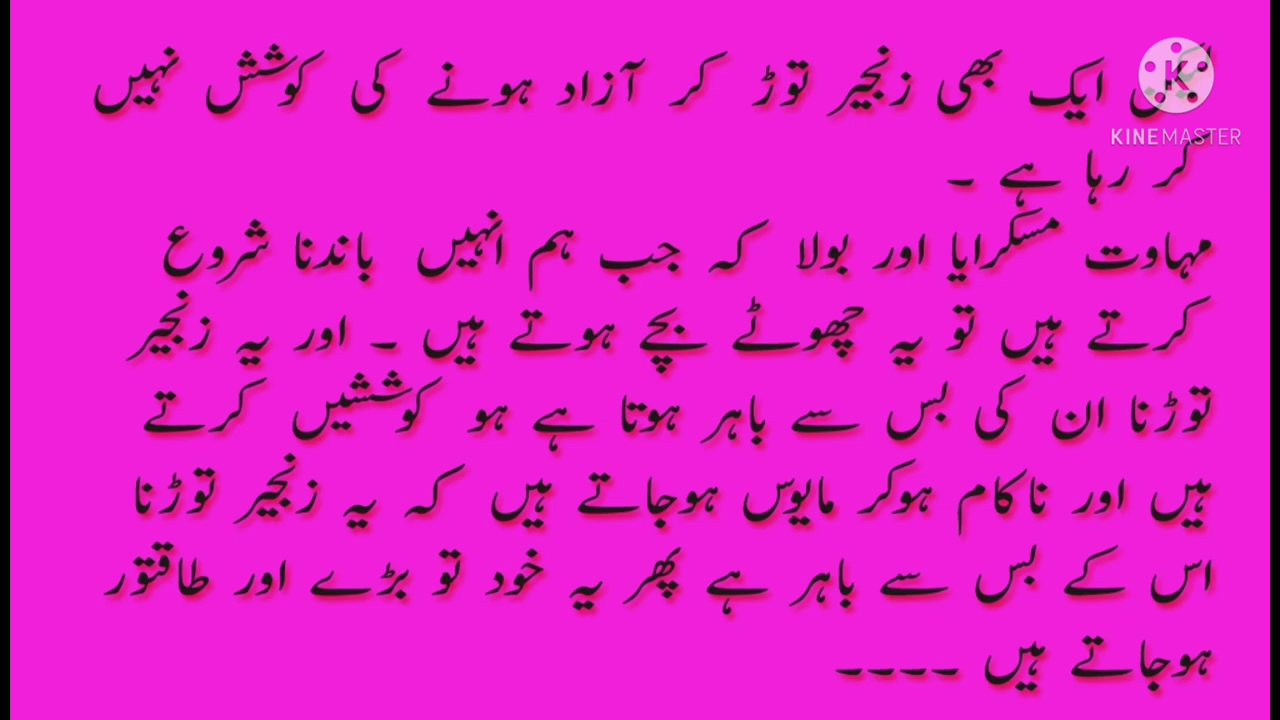 ایک بھی زنجیر توڑ کر آزاد ہونے کی کوشش نہیں
کر رہا ہے ۔
مہاوت مسکرایا اور بولا کہ جب ہم انہیں باندنا شروع
کرتے ہیں تو یہ چھوٹے بچے ہوتے ہیں ۔ اور یہ زنجیر
توڑنا ان کی بس سے باہر ہوتا ہے ہو کوششیں کرتے
ہیں اور ناکام ہوکر مایوس ہوجاتے ہیں کہ یہ زنجیر توڑنا
اس کے بس سے باہر ہے پھر یہ خود تو بڑے اور طاقتور
ہوجاتے ہیں ۔۔۔۔
KINEMASTER